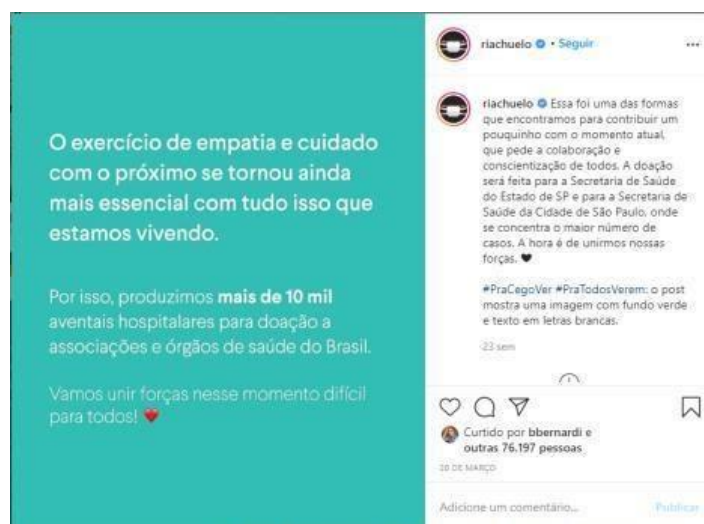 O exercício de empatia e cuidado
com o próximo se tornou ainda
mais essencial com tudo isso que
estamos vivendo.
Por isso, produzimos mais de 10 mil
aventais hospitalares para doação a
associações e órgãos de saúde do Brasil.
Vamos unir forças nesse momento difícil
para todos! ❤️
riachuelo • Seguir
riachuelo Essa foi uma das formas
que encontramos para contribuir um
pouquinho com o momento atual,
que pede a colaboração e
conscientização de todos. A doação
será feita para a Secretaria de Saúde
do Estado de SP e para a Secretaria de
Saúde da Cidade de São Paulo, onde
se concentra o maior número de
casos. A hora é de unirmos nossas
forças. 🖤
#PraCegoVer #PraTodosVerem: o post
mostra uma imagem com fundo verde
e texto em letras brancas.
23 sem
Curtido por bbernardi e
outras 76.197 pessoas
28 DE MARÇO
Adicione um comentário...
Publicar